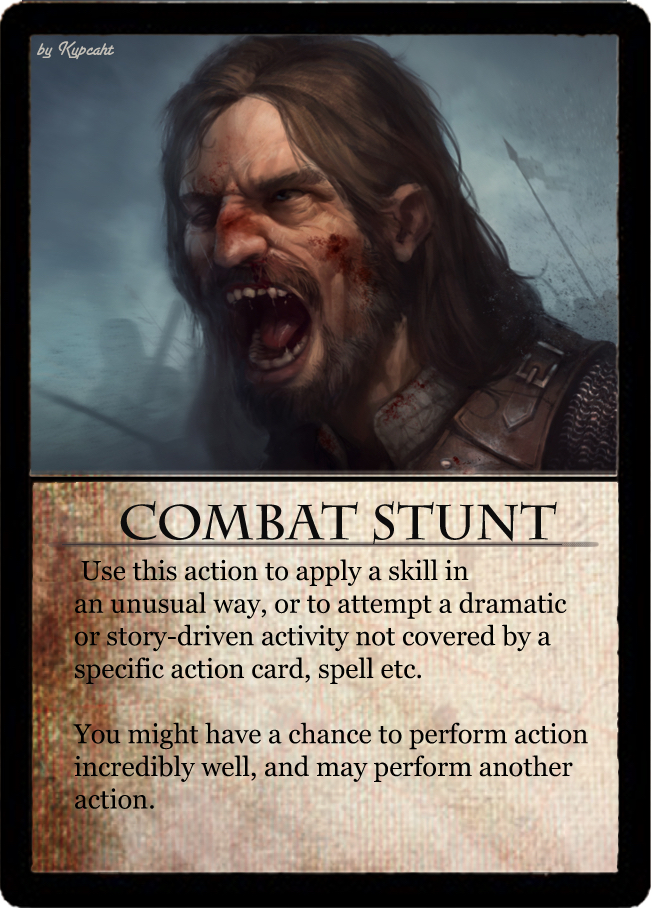 by Kypcaht
COMBAT STUNT
Use this action to apply a skill in
an unusual way, or to attempt a dramatic
or story-driven activity not covered by a
specific action card, spell etc.
You might have a chance to perform action
incredibly well, and may perform another
action.